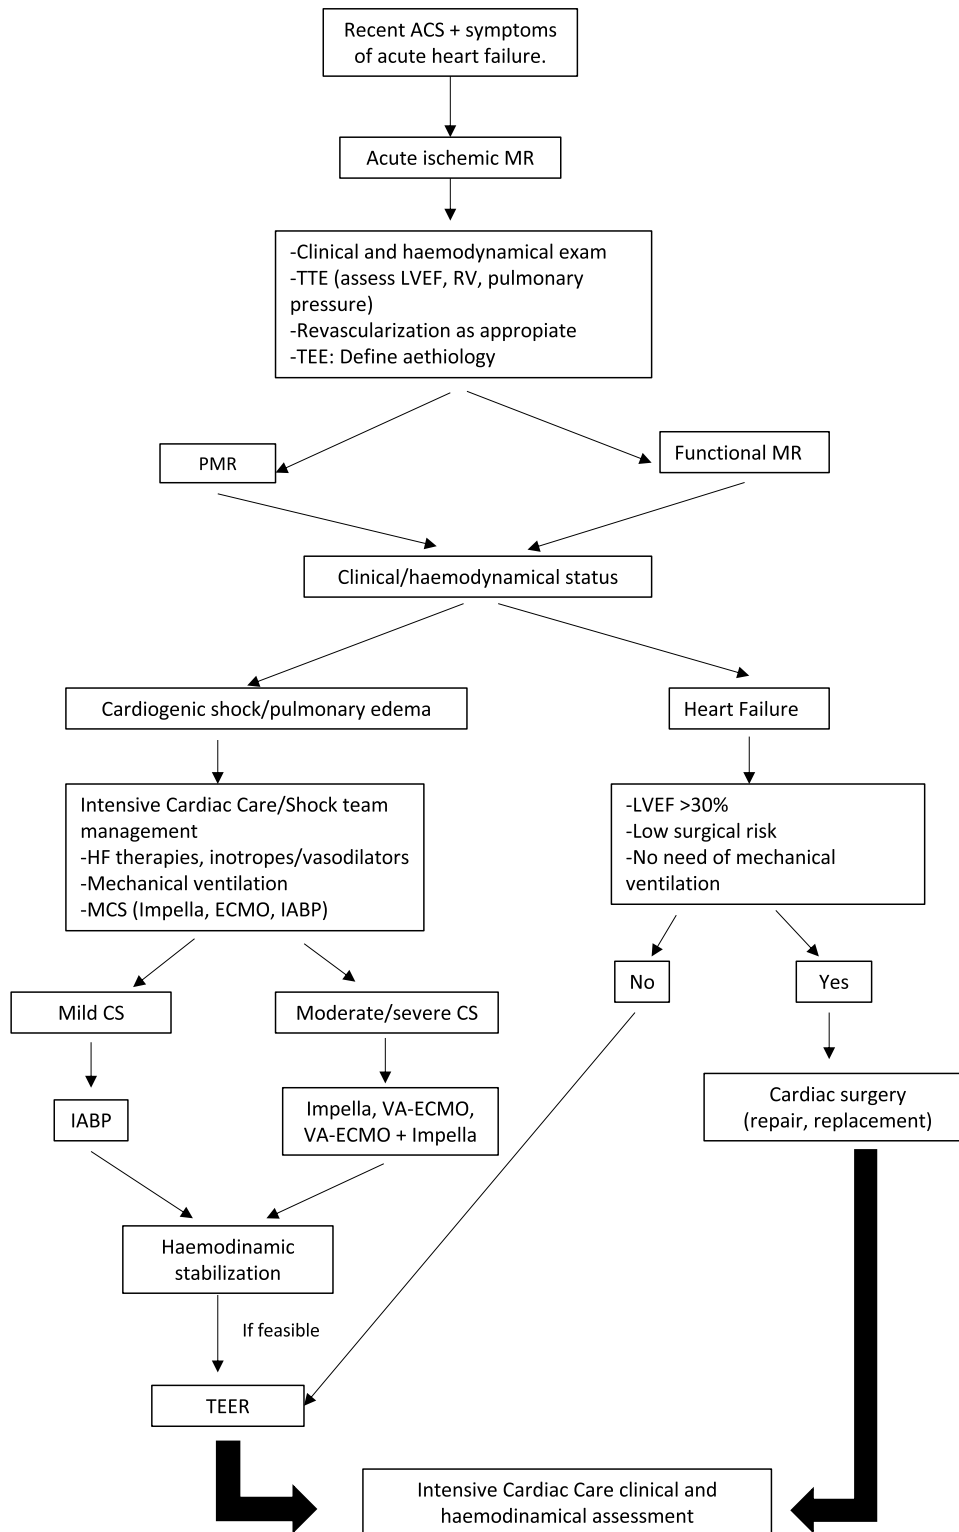 Recent ACS + symptoms
of acute heart failure.
Acute ischemic MR
-Clinical and haemodynamical exam
-TTE (assess LVEF, RV, pulmonary
pressure)
-Revascularization as appropiate
-TEE: Define aethiology
PMR
Functional MR
Clinical/haemodynamical status
Cardiogenic shock/pulmonary edema
Heart Failure
Intensive Cardiac Care/Shock team
management
-HF therapies, inotropes/vasodilators
-Mechanical ventilation
-MCS (Impella, ECMO, IABP)
-LVEF >30%
-Low surgical risk
-No need of mechanical
ventilation
No
Yes
Mild CS
Moderate/severe CS
IABP
Impella, VA-ECMO,
VA-ECMO + Impella
Cardiac surgery
(repair, replacement)
Haemodinamic
stabilization
If feasible
TEER
Intensive Cardiac Care clinical and
haemodinamical assessment